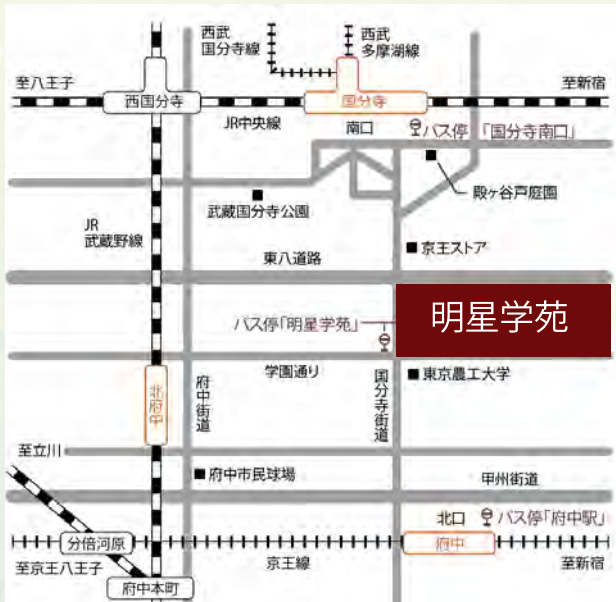 西武
国分寺線
西武
多摩湖線
至八王子
西国分寺
国分寺
至新宿
JR中央線
南口
バス停 「国分寺南口」
武蔵国分寺公園
殿ヶ谷戸庭園
JR
武蔵野線
京王ストア
東八道路
明星学苑
バス停「明星学苑」
学園通り
東京農工大学
北府中
府中街道
国分寺街道
至立川
府中市民球場
甲州街道
北口
バス停「府中駅」
分倍河原
府中
至京王八王子
京王線
至新宿
府中本町